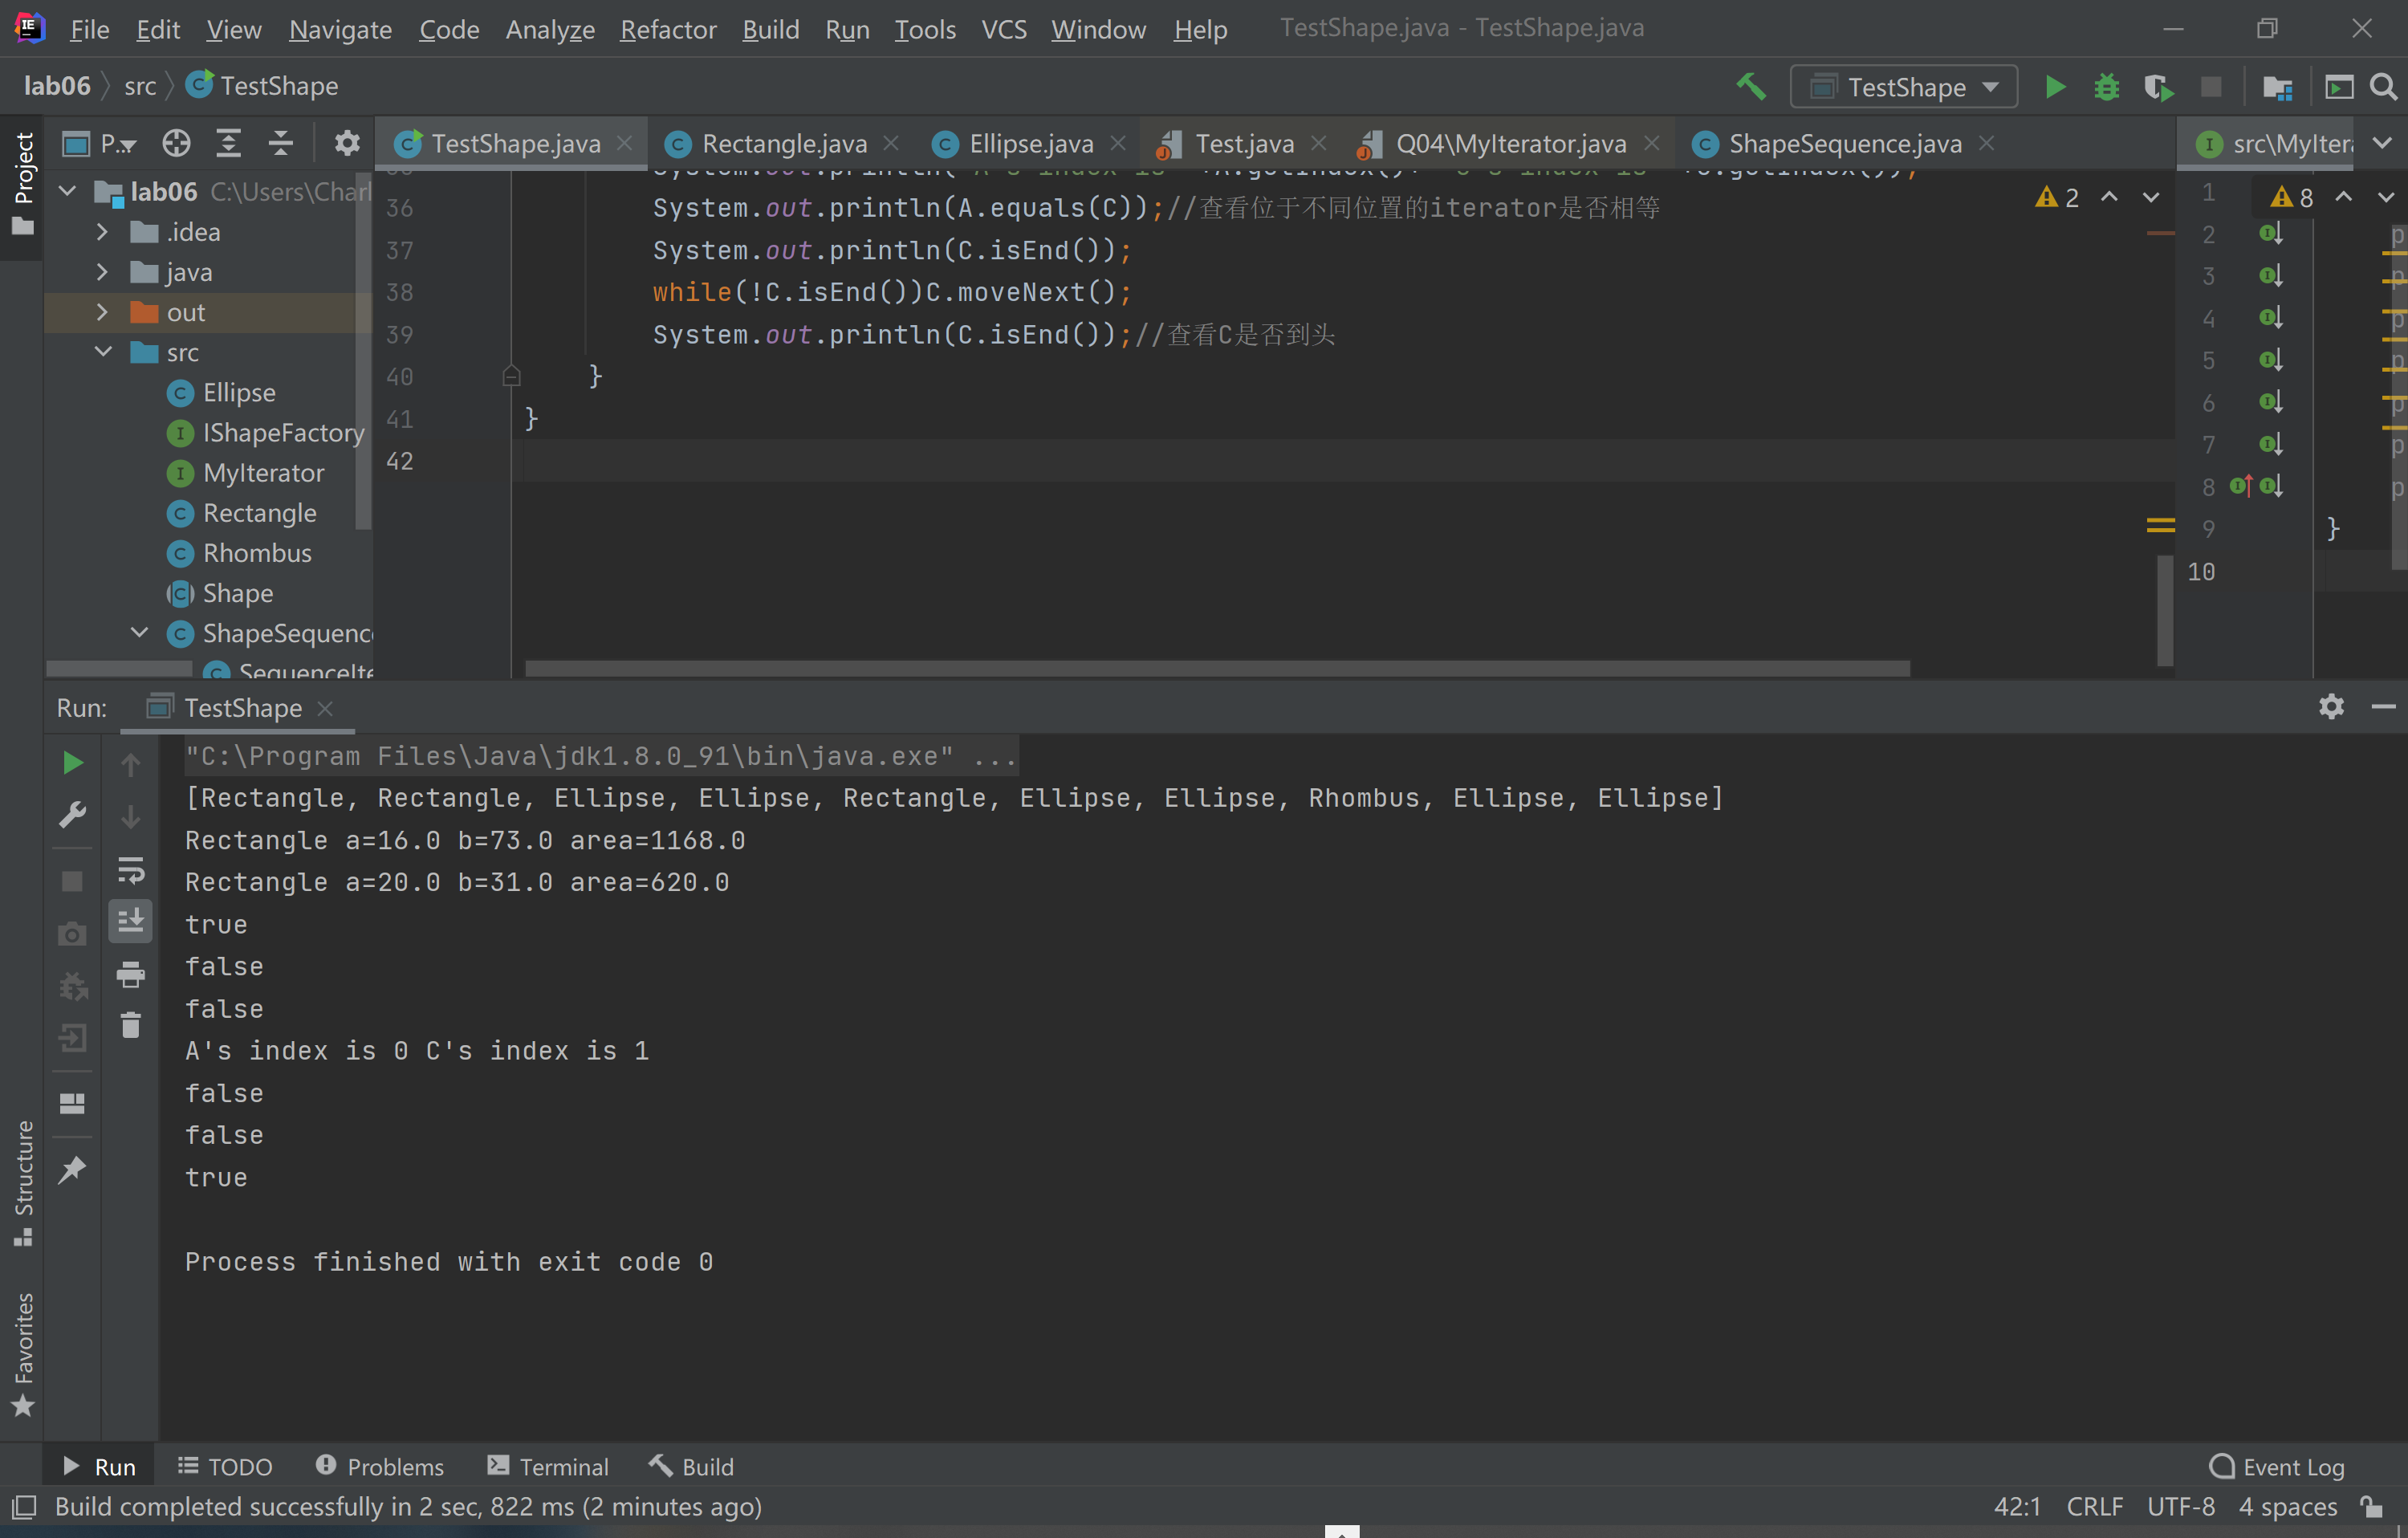 File Edit View Navigate Code Analyze Refactor Build Run Tools VCS Window Help TestShape.java - TestShape.java
lab06 src TestShape
TestShape
Project
P...
TestShape.java Rectangle.java Ellipse.java Test.java Q04\MyIterator.java ShapeSequence.java
lab06 C:\Users\Charl
.idea
java
out
src
Ellipse
IShapeFactory
MyIterator
Rectangle
Rhombus
Shape
ShapeSequence
36 System.out.println(A.equals(C));//查看位于不同位置的iterator是否相等
37 System.out.println(C.isEnd());
38 while(!C.isEnd())C.moveNext();
39 System.out.println(C.isEnd());//查看C是否到头
40 }
41 }
42
2
8
1
2 p
3 p
4 p
5 p
6 p
7 p
8 p
9 }
10
Run: TestShape
"C:\Program Files\Java\jdk1.8.0_91\bin\java.exe" ...
[Rectangle, Rectangle, Ellipse, Ellipse, Rectangle, Ellipse, Ellipse, Rhombus, Ellipse, Ellipse]
Rectangle a=16.0 b=73.0 area=1168.0
Rectangle a=20.0 b=31.0 area=620.0
true
false
false
A's index is 0 C's index is 1
false
false
true
Process finished with exit code 0
Structure
Favorites
Run TODO Problems Terminal Build Event Log
Build completed successfully in 2 sec, 822 ms (2 minutes ago) 42:1 CRLF UTF-8 4 spaces